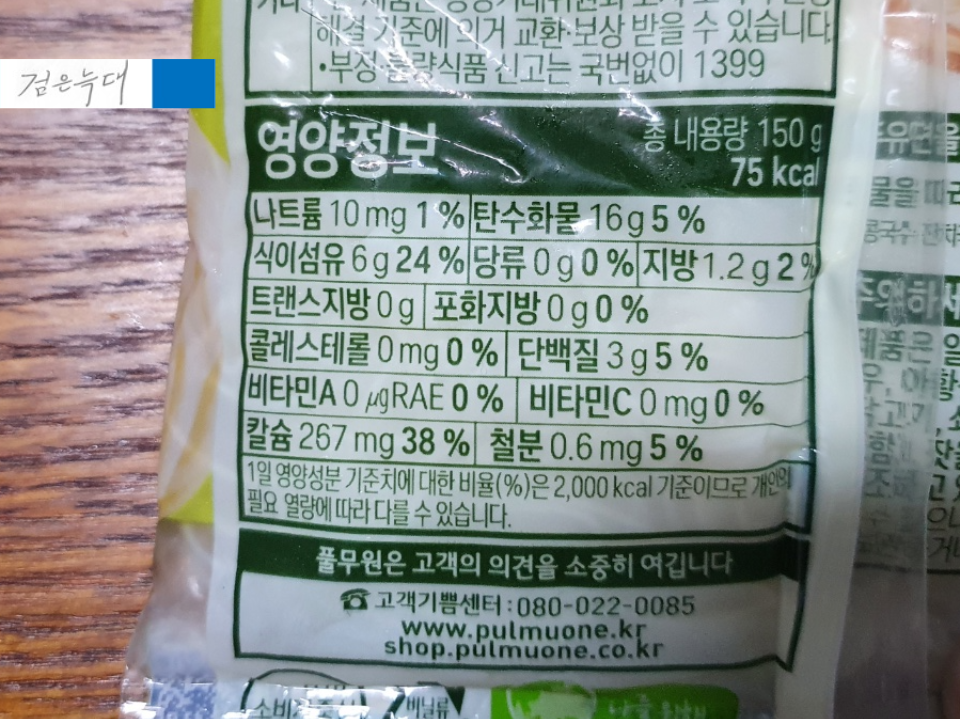 해결 기준에 의거 교환·보상 받을 수 있습니다
•부정·불량식품 신고는 국번없이 1399
검은늑대
영양정보
총 내용량 150 g
75 kcal
나트륨 10 mg 1 % 탄수화물 16g 5 %
식이섬유 6 g 24 % 당류 0 g 0 % 지방 1.2 g 2 %
트랜스지방 0 g 포화지방 0 g 0 %
콜레스테롤 0 mg 0 % 단백질 3 g 5 %
비타민A 0 μgRAE 0 % 비타민C 0 mg 0 %
칼슘 267 mg 38 % 철분 0.6 mg 5 %
1일 영양성분 기준치에 대한 비율(%)은 2,000 kcal 기준이므로 개인의
필요 열량에 따라 다를 수 있습니다.
풀무원은 고객의 의견을 소중히 여깁니다
☎ 고객기쁨센터 : 080-022-0085
www.pulmuone.kr
shop.pulmuone.co.kr
비닐류